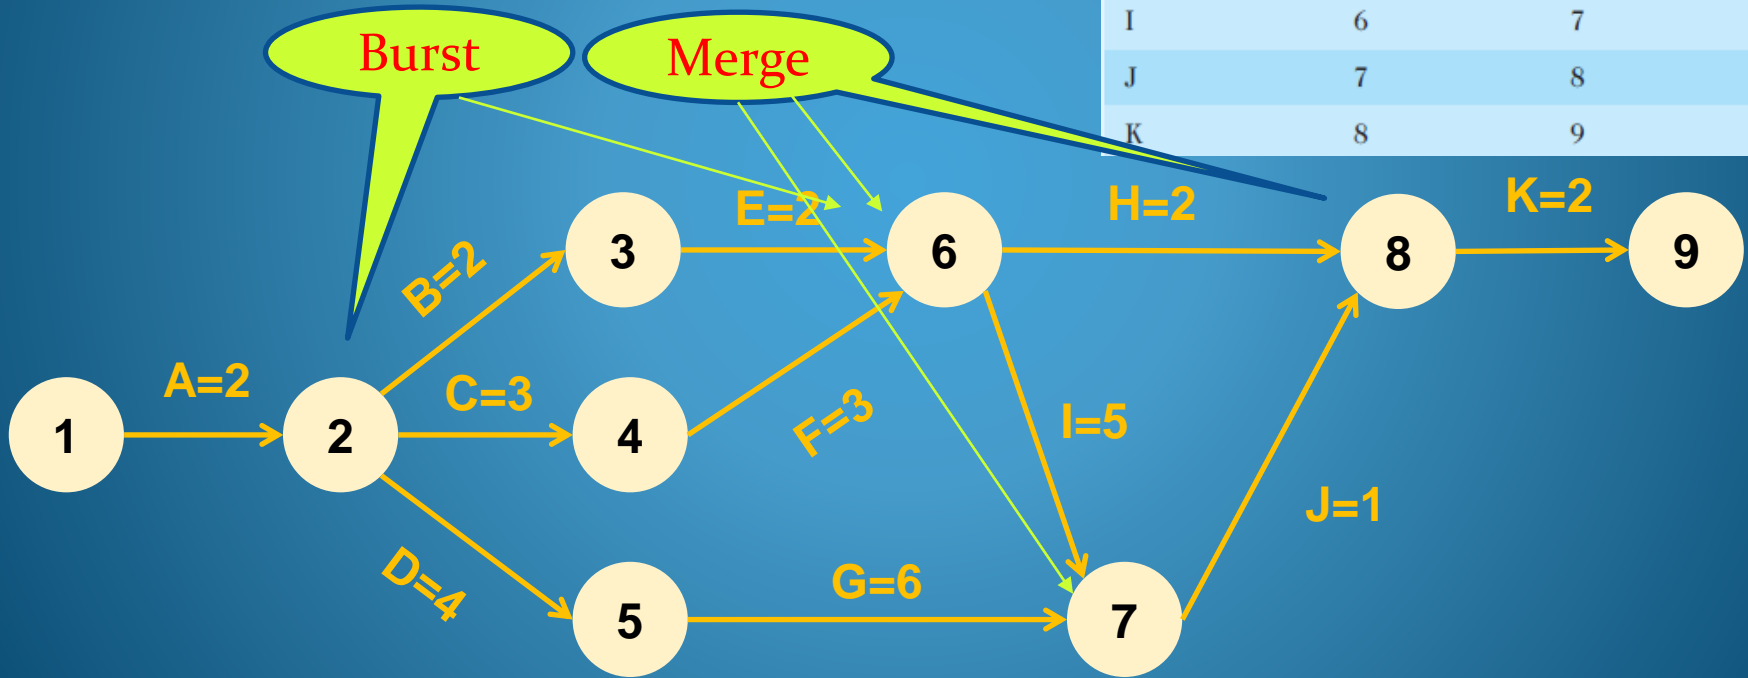 I 6 7
Burst
Merge
J 7 8
K 8 9
E=2
H=2
K=2
3
6
8
9
B=2
A=2
C=3
1
2
4
F=3
I=5
J=1
D=4
G=6
5
7